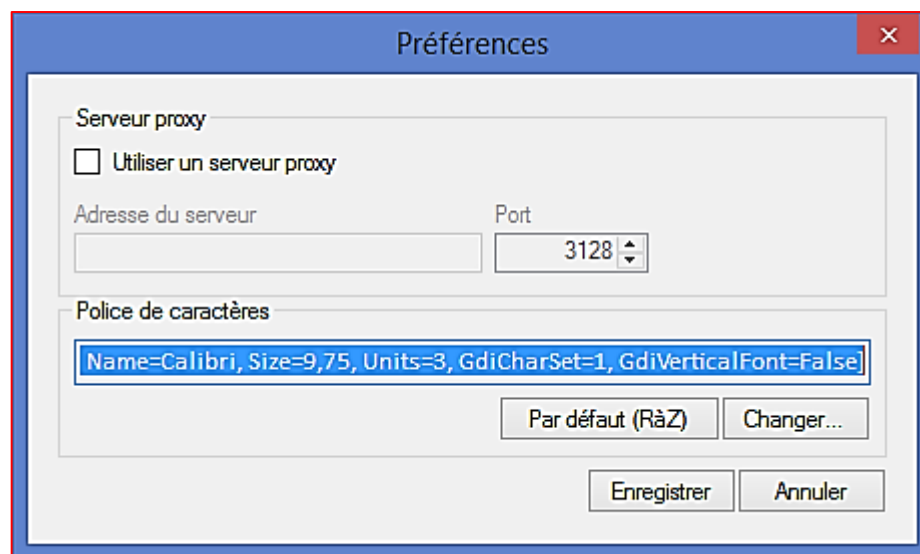 Préférences
Serveur proxy
Utiliser un serveur proxy
Adresse du serveur Port
3128
Police de caractères
Name=Calibri, Size=9,75, Units=3, GdiCharSet=1, GdiVerticalFont=False]
Par défaut (RàZ) Changer...
Enregistrer Annuler